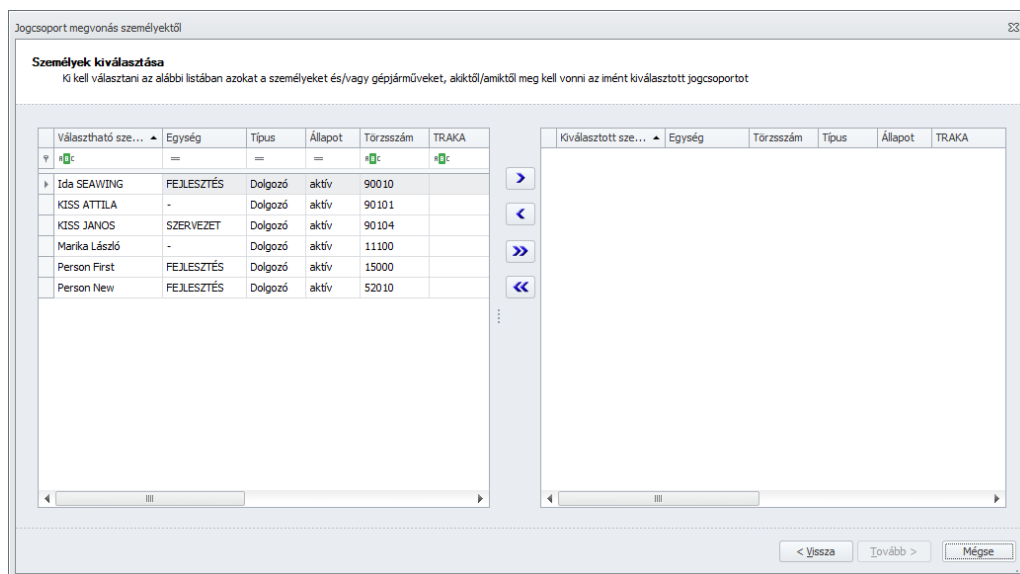 Jogcsoport megvonás személyektől
Személyek kiválasztása
Ki kell választani az alábbi listában azokat a személyeket és/vagy gépjárműveket, akiktől/amiktől meg kell vonni az imént kiválasztott jogcsoportot
Választható sze... Egység Típus Állapot Törzsszám TRAKA
Kiválasztott sze... Egység Törzsszám Típus Állapot TRAKA
ABC = = = ABC ABC
Ida SEAWING FEJLESZTÉS Dolgozó aktív 90010
KISS ATTILA - Dolgozó aktív 90101
KISS JANOS SZERVEZET Dolgozó aktív 90104
Marika László - Dolgozó aktív 11100
Person First FEJLESZTÉS Dolgozó aktív 15000
Person New FEJLESZTÉS Dolgozó aktív 52010
< Vissza Tovább > Mégse